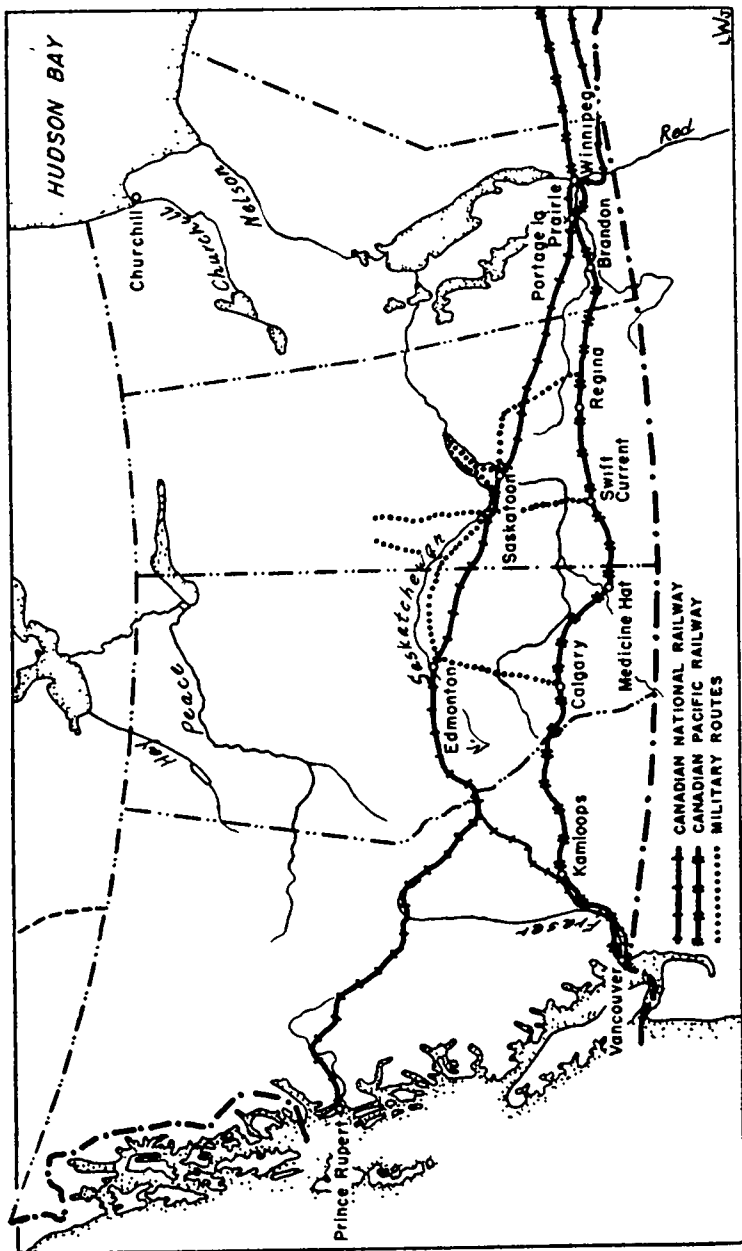 HUDSON BAY
Churchill
Churchill
Nelson
Hay
Peace
Saskatchewan
Red
Portage la
Prairie
Winnipeg
Brandon
Regina
Swift
Current
Saskatoon
Medicine Hat
Edmonton
Calgary
Kamloops
Fraser
Vancouver
Prince Rupert
CANADIAN NATIONAL RAILWAY
CANADIAN PACIFIC RAILWAY
MILITARY ROUTES